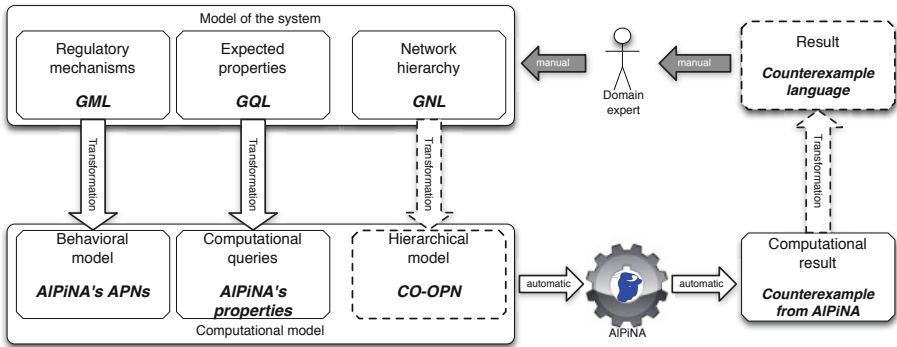 Model of the system
Regulatory
mechanisms
GML
Expected
properties
GQL
Network
hierarchy
GNL
manual
Domain
expert
manual
Result
Counterexample
language
Transformation
Transformation
Transformation
Transformation
Behavioral
model
AlPiNA's APNs
Computational
queries
AlPiNA's
properties
Hierarchical
model
CO-OPN
Computational model
automatic
AlPiNA
automatic
Computational
result
Counterexample
from AlPiNA